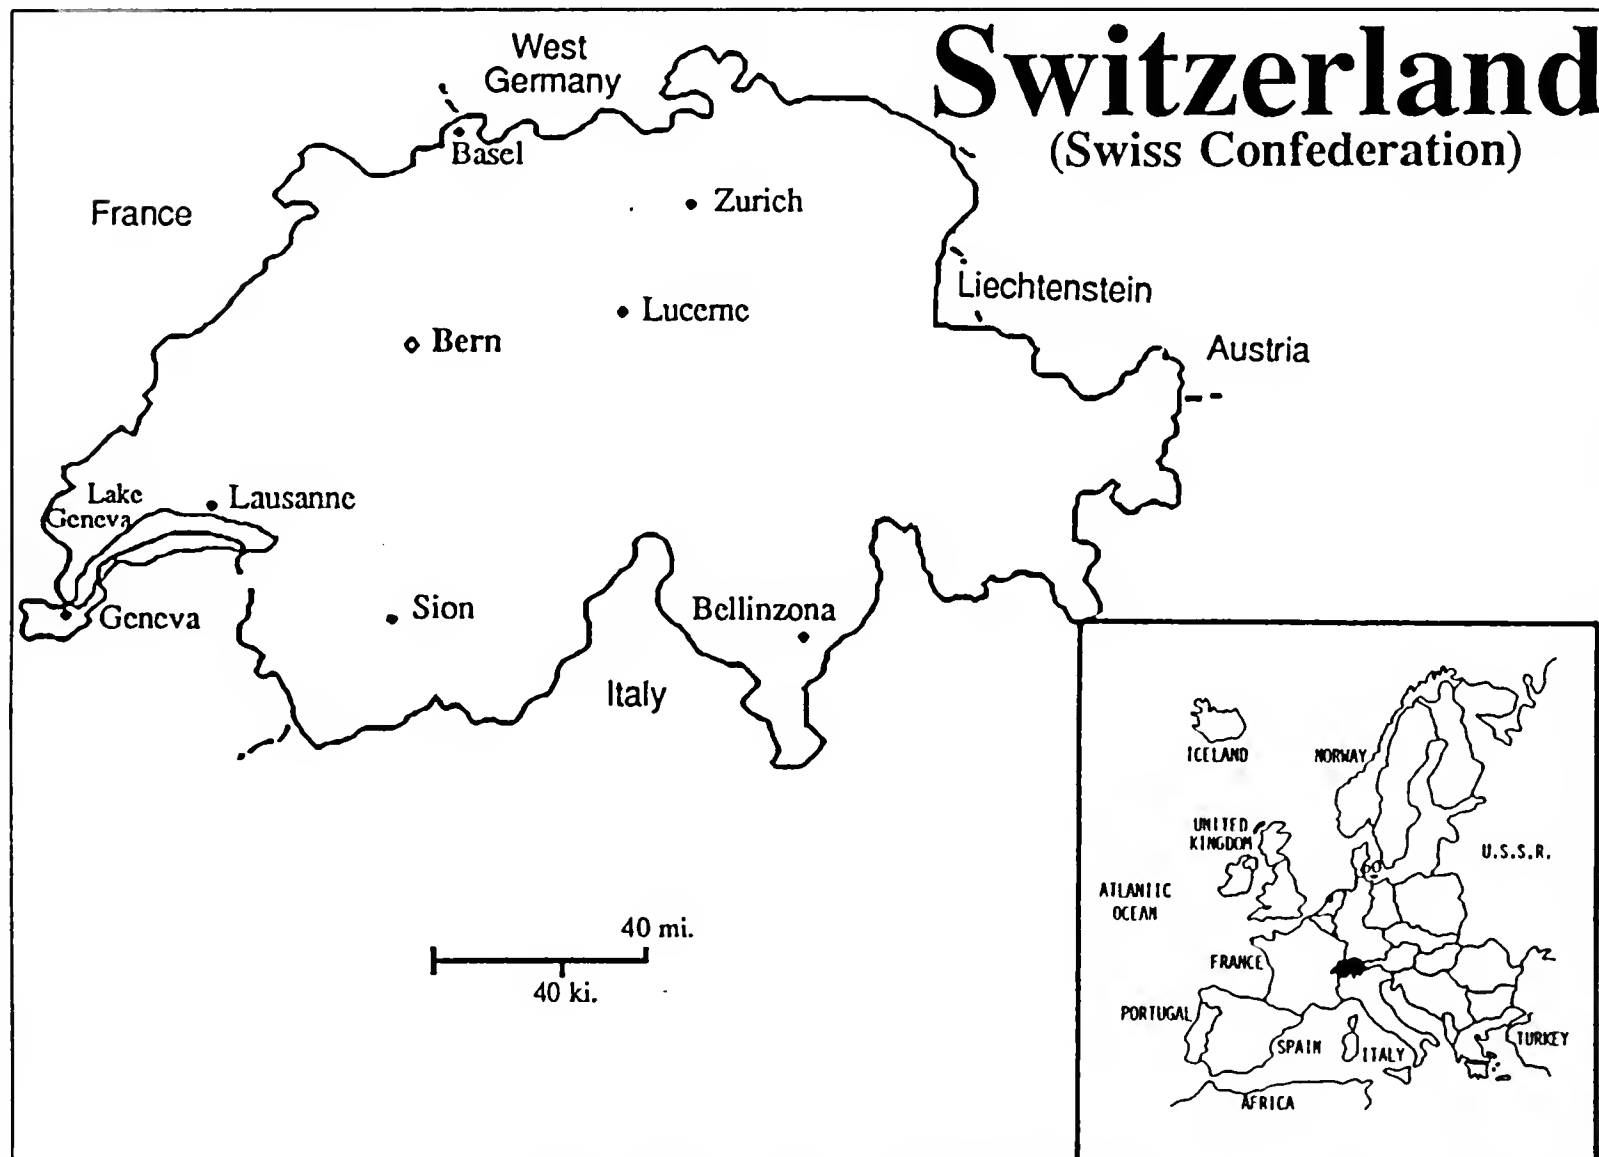 Switzerland
(Swiss Confederation)
West
Germany
Basel
France
Zurich
Liechtenstein
Lucerne
Bern
Austria
Lake
Geneva
Lausanne
Geneva
Sion
Bellinzona
Italy
40 mi.
40 ki.
ICELAND
NORWAY
UNITED
KINGDOM
U.S.S.R.
ATLANTIC
OCEAN
FRANCE
PORTUGAL
SPAIN
ITALY
TURKEY
AFRICA